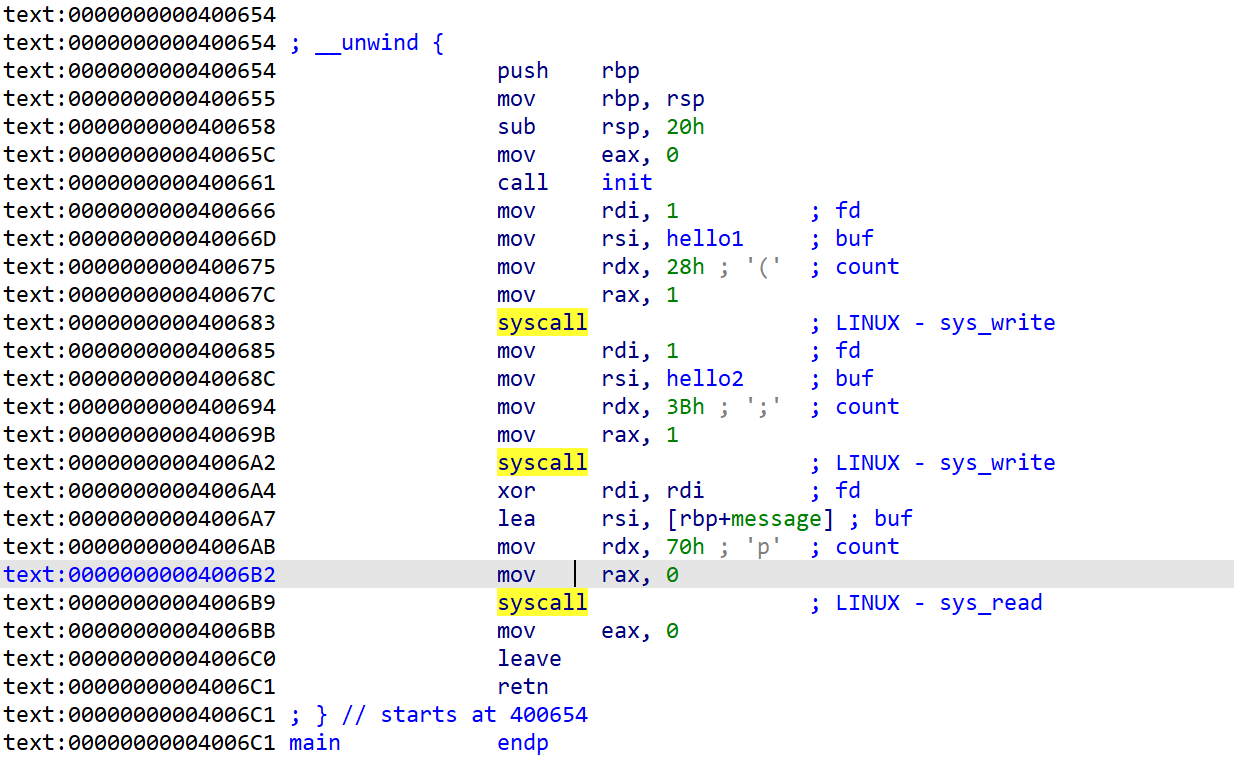 text:0000000000400654
text:0000000000400654 ; __unwind {
text:0000000000400654 push rbp
text:0000000000400655 mov rbp, rsp
text:0000000000400658 sub rsp, 20h
text:000000000040065C mov eax, 0
text:0000000000400661 call init
text:0000000000400666 mov rdi, 1 ; fd
text:000000000040066D mov rsi, hello1 ; buf
text:0000000000400675 mov rdx, 28h ; '(' ; count
text:000000000040067C mov rax, 1
text:0000000000400683 syscall ; LINUX - sys_write
text:0000000000400685 mov rdi, 1 ; fd
text:000000000040068C mov rsi, hello2 ; buf
text:0000000000400694 mov rdx, 3Bh ; ';' ; count
text:000000000040069B mov rax, 1
text:00000000004006A2 syscall ; LINUX - sys_write
text:00000000004006A4 xor rdi, rdi ; fd
text:00000000004006A7 lea rsi, [rbp+message] ; buf
text:00000000004006AB mov rdx, 70h ; 'p' ; count
text:00000000004006B2 mov rax, 0
text:00000000004006B9 syscall ; LINUX - sys_read
text:00000000004006BB mov eax, 0
text:00000000004006C0 leave
text:00000000004006C1 retn
text:00000000004006C1 ; } // starts at 400654
text:00000000004006C1 main endp